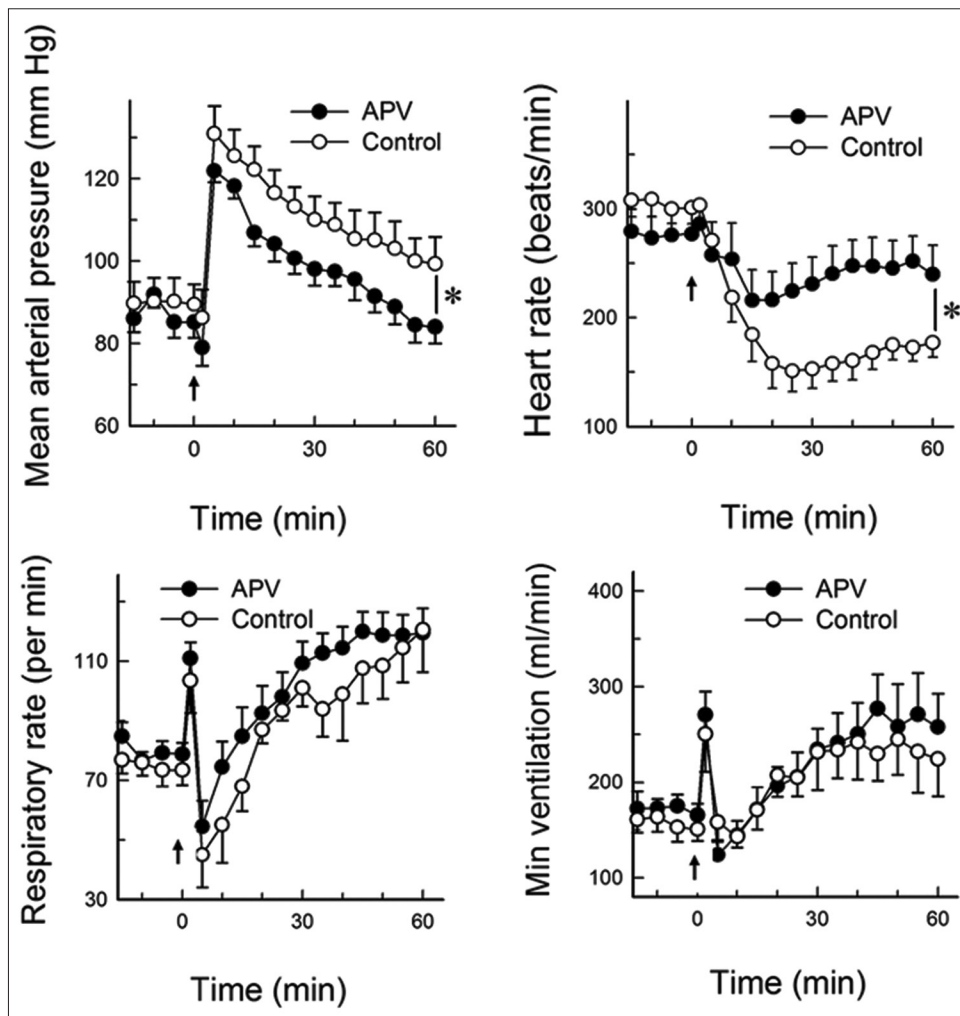 Mean arterial pressure (mm Hg)
APV
Control
120
100
80
60
*
0
30
60
Time (min)
Heart rate (beats/min)
APV
Control
400
300
200
100
*
0
30
60
Time (min)
Respiratory rate (per min)
APV
Control
110
70
30
0
30
60
Time (min)
Min ventilation (ml/min)
APV
Control
400
300
200
100
0
30
60
Time (min)